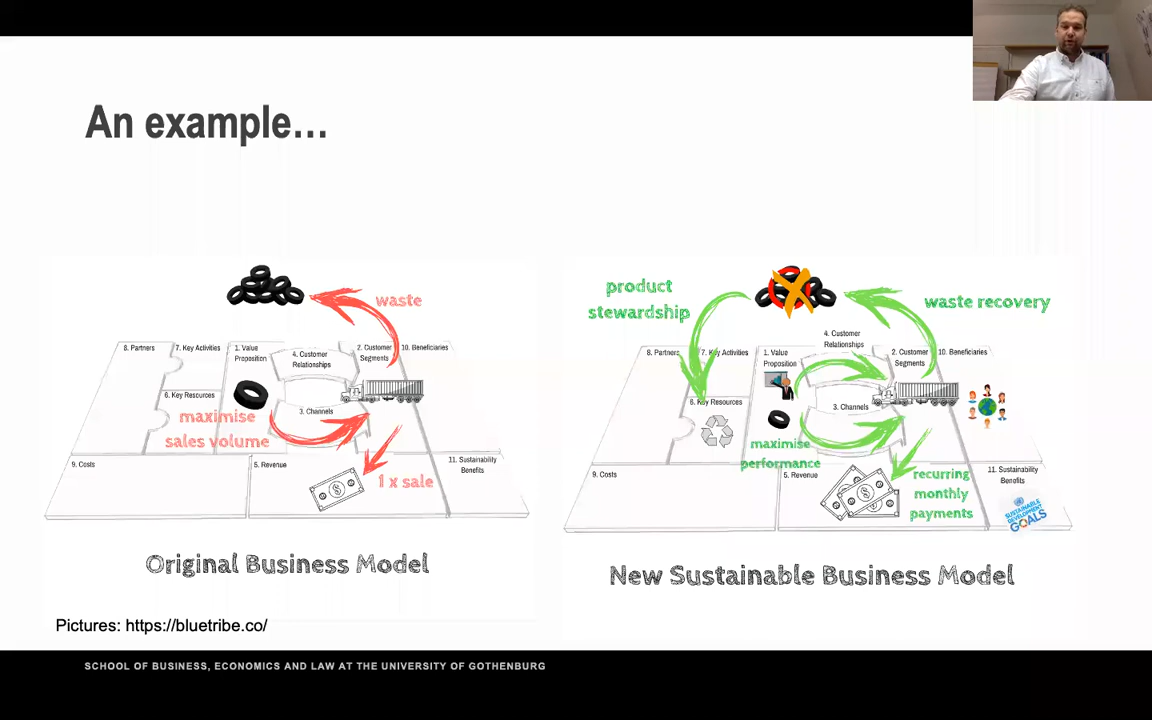 An example…
waste
8. Partners
7. Key Activities
1. Value
Proposition
4. Customer
Relationships
2. Customer
Segments
10. Beneficiaries
6. Key Resources
3. Channels
maximise
sales volume
9. Costs
5. Revenue
1 x sale
11. Sustainability
Benefits
Original Business Model
product
stewardship
waste recovery
8. Partners
7. Key Activities
1. Value
Proposition
4. Customer
Relationships
2. Customer
Segments
10. Beneficiaries
6. Key Resources
3. Channels
maximise
performance
9. Costs
5. Revenue
recurring
monthly
payments
11. Sustainability
Benefits
SUSTAINABLE
DEVELOPMENT
GOALS
New Sustainable Business Model
Pictures: https://bluetribe.co/
SCHOOL OF BUSINESS, ECONOMICS AND LAW AT THE UNIVERSITY OF GOTHENBURG